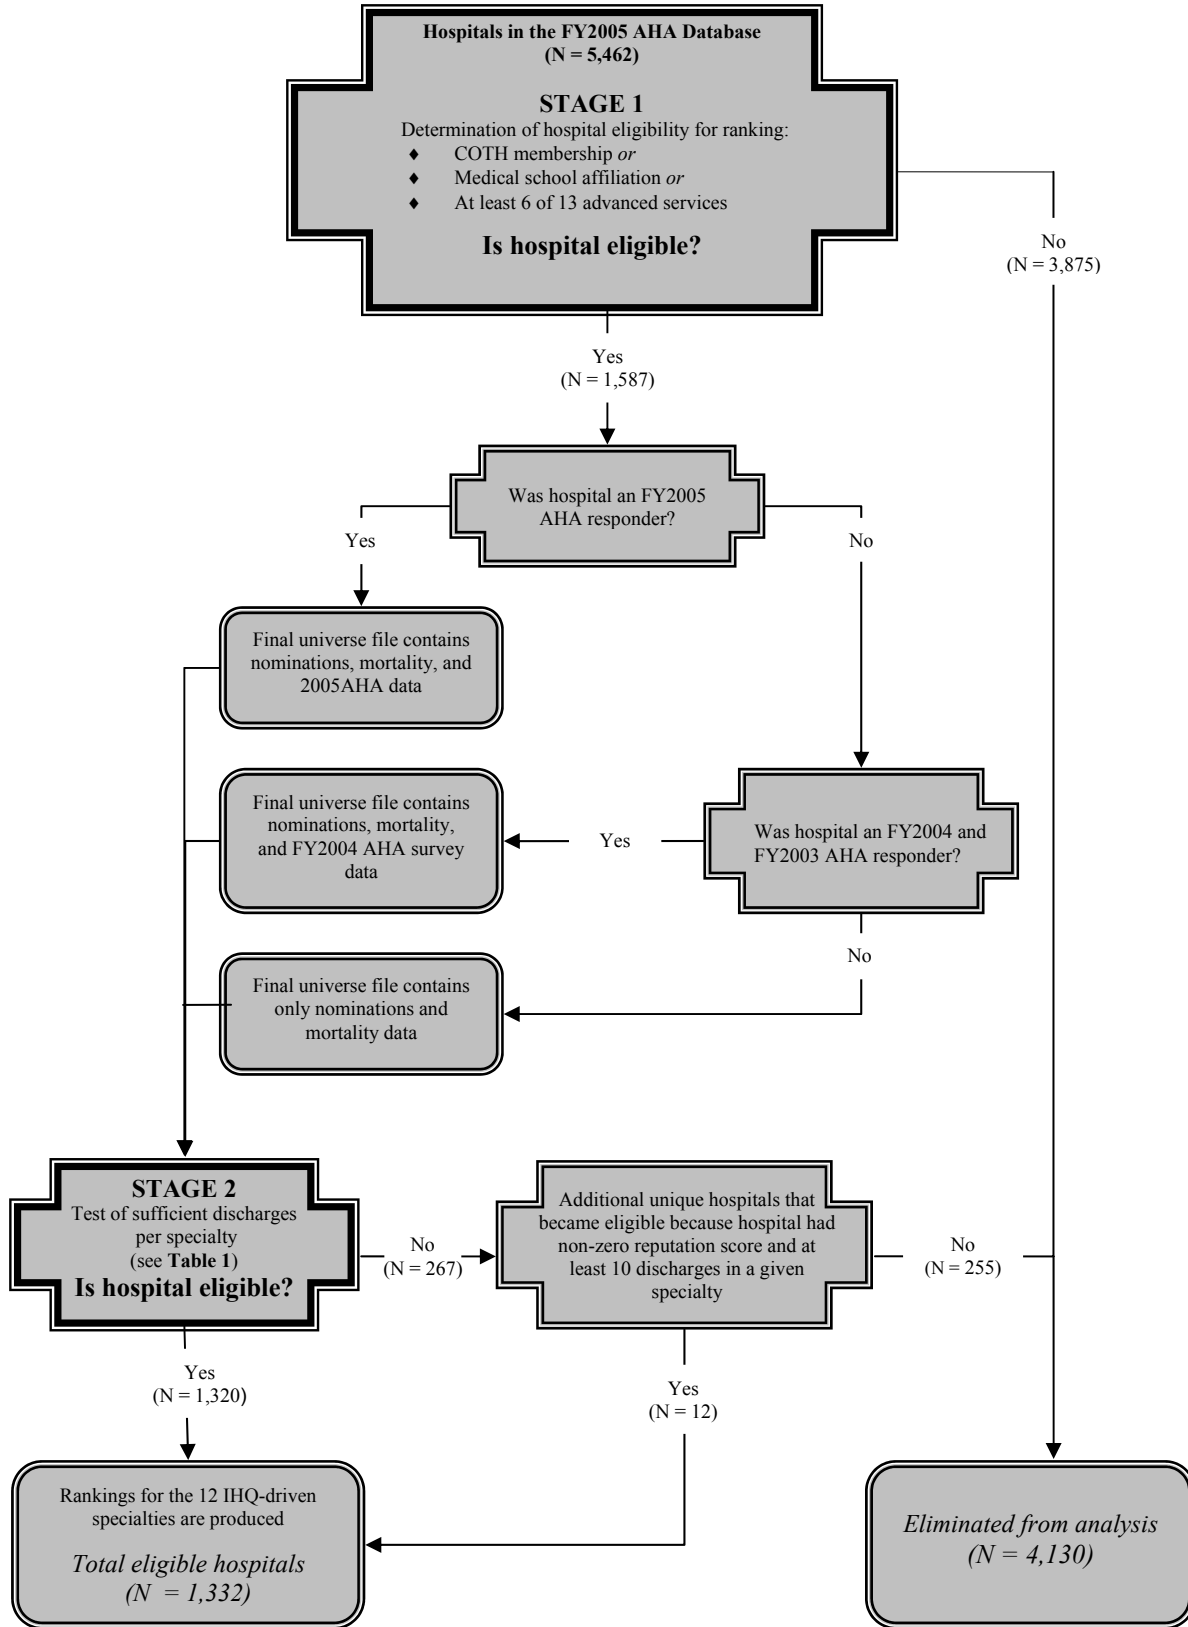 Hospitals in the FY2005 AHA Database
(N = 5,462)
STAGE 1
Determination of hospital eligibility for ranking:
♦ COTH membership or
♦ Medical school affiliation or
♦ At least 6 of 13 advanced services
Is hospital eligible?
No
(N = 3,875)
Yes
(N = 1,587)
Was hospital an FY2005
AHA responder?
Yes
No
Final universe file contains
nominations, mortality, and
2005AHA data
Final universe file contains
nominations, mortality,
and FY2004 AHA survey
data
Yes
Was hospital an FY2004 and
FY2003 AHA responder?
No
Final universe file contains
only nominations and
mortality data
STAGE 2
Test of sufficient discharges
per specialty
(see Table 1)
Is hospital eligible?
No
(N = 267)
Additional unique hospitals that
became eligible because hospital had
non-zero reputation score and at
least 10 discharges in a given
specialty
No
(N = 255)
Yes
(N = 1,320)
Yes
(N = 12)
Rankings for the 12 IHQ-driven
specialties are produced
Total eligible hospitals
(N = 1,332)
Eliminated from analysis
(N = 4,130)